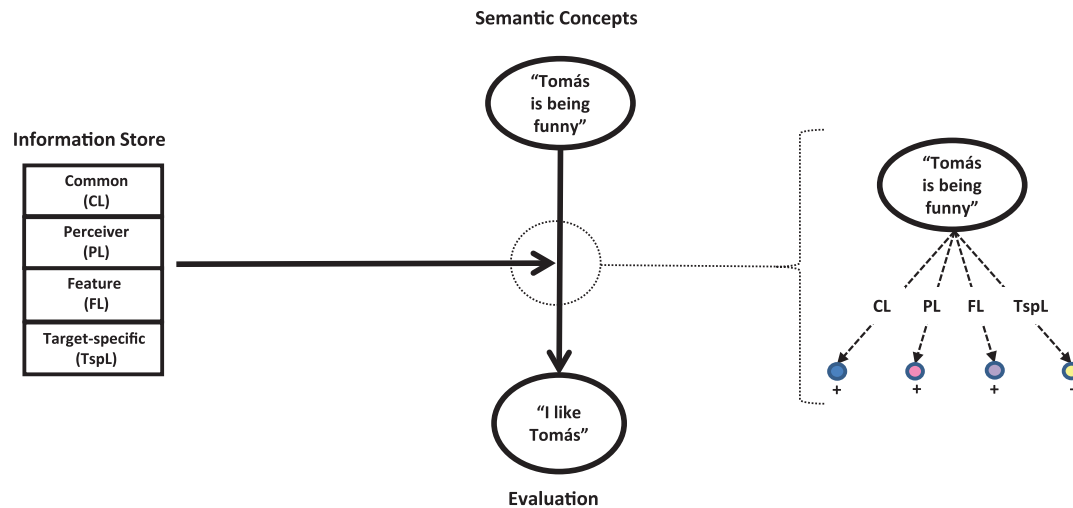 Semantic Concepts
“Tomás
is being
funny”
Information Store
Common
(CL)
Perceiver
(PL)
Feature
(FL)
Target-specific
(TspL)
“Tomás
is being
funny”
CL PL FL TspL
+ + + -
“I like
Tomás”
Evaluation